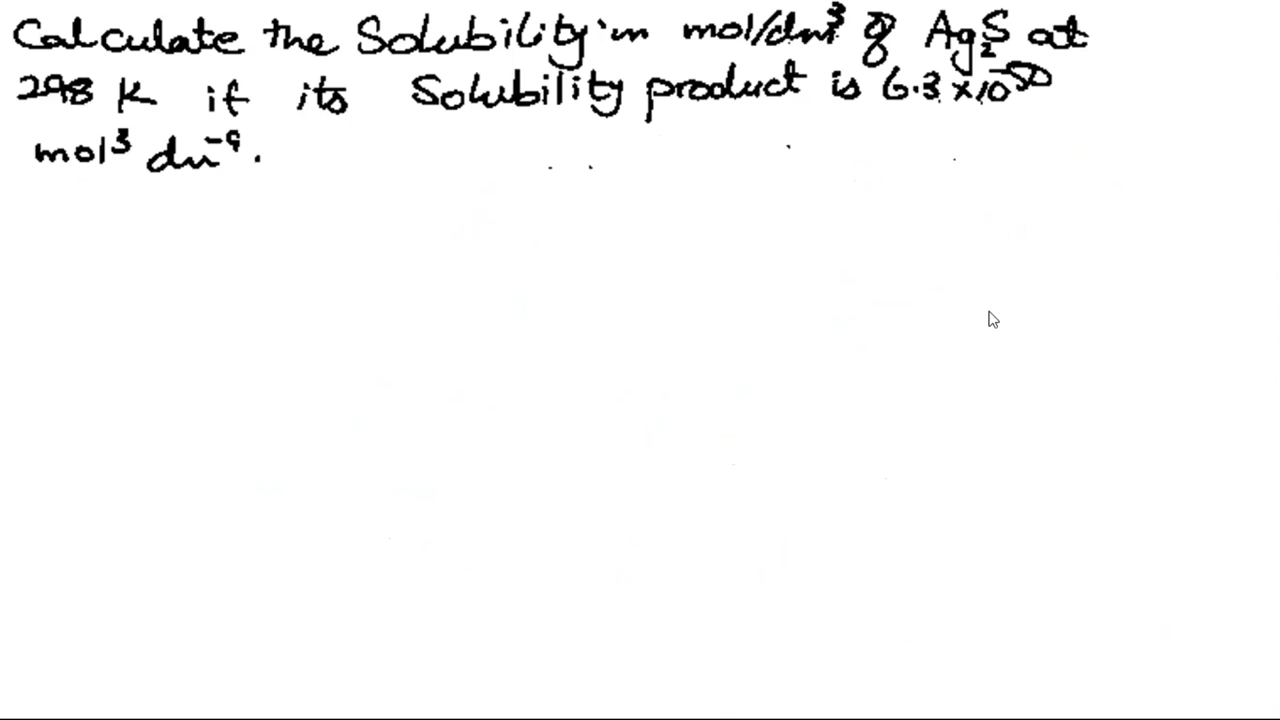 Calculate the Solubility in mol/dm³ of Ag₂S at
298 K if its Solubility product is 6.3 ×10⁻⁵⁰
mol³ dm⁻⁹.